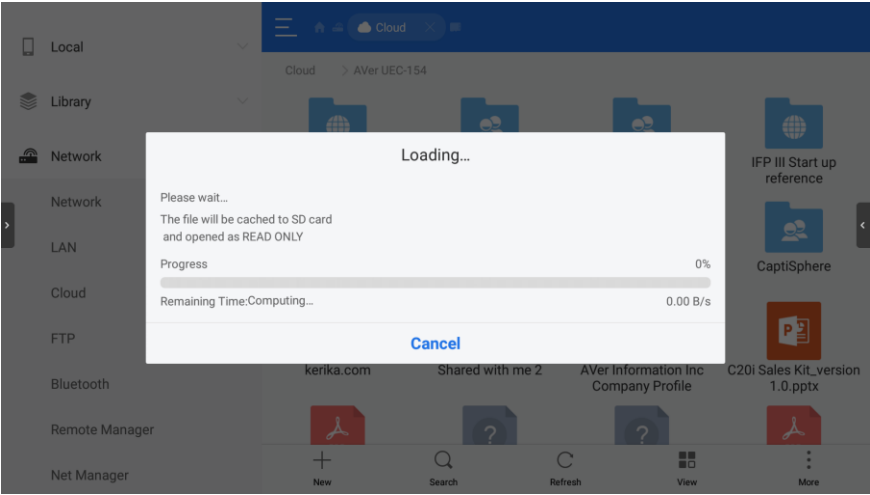 Local
Library
Network
Network
LAN
Cloud
FTP
Bluetooth
Remote Manager
Net Manager
Cloud
Cloud > AVer UEC-154
IFP III Start up
reference
CaptiSphere
Loading...
Please wait...
The file will be cached to SD card
and opened as READ ONLY
Progress 0%
Remaining Time:Computing... 0.00 B/s
Cancel
kerika.com
Shared with me 2
AVer Information Inc
Company Profile
C20i Sales Kit_version
1.0.pptx
New
Search
Refresh
View
More